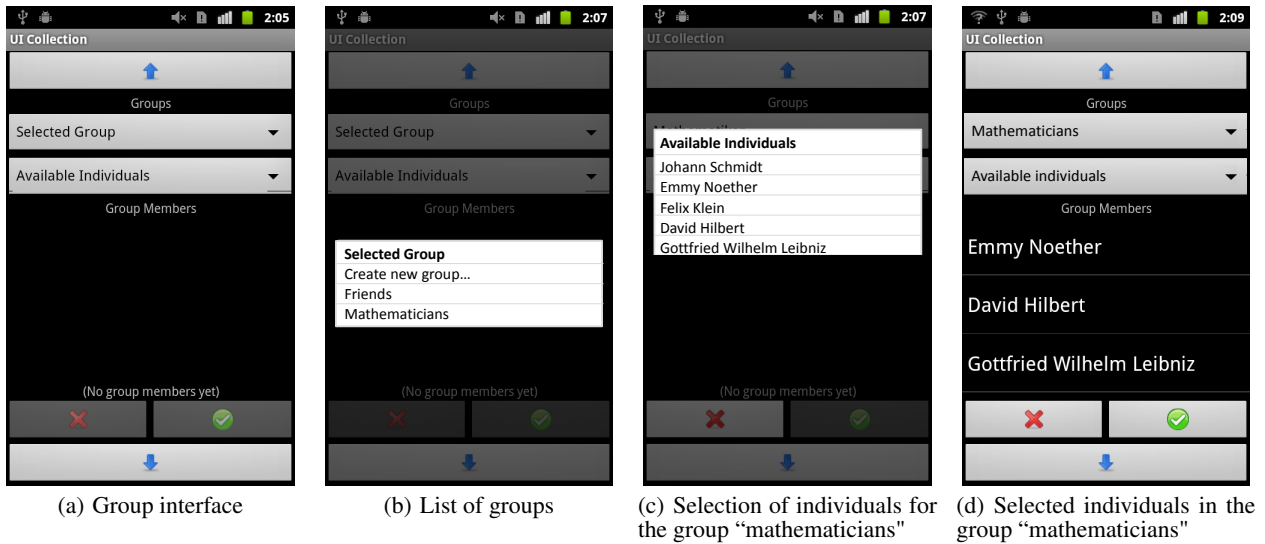 2:05
UI Collection
Groups
Selected Group
Available Individuals
Group Members
(No group members yet)
(a) Group interface
2:07
UI Collection
Groups
Selected Group
Available Individuals
Group Members
Selected Group
Create new group...
Friends
Mathematicians
(No group members yet)
(b) List of groups
2:07
UI Collection
Groups
Available Individuals
Johann Schmidt
Emmy Noether
Felix Klein
David Hilbert
Gottfried Wilhelm Leibniz
(No group members yet)
(c) Selection of individuals for
the group “mathematicians"
2:09
UI Collection
Groups
Mathematicians
Available individuals
Group Members
Emmy Noether
David Hilbert
Gottfried Wilhelm Leibniz
(d) Selected individuals in the
group “mathematicians"